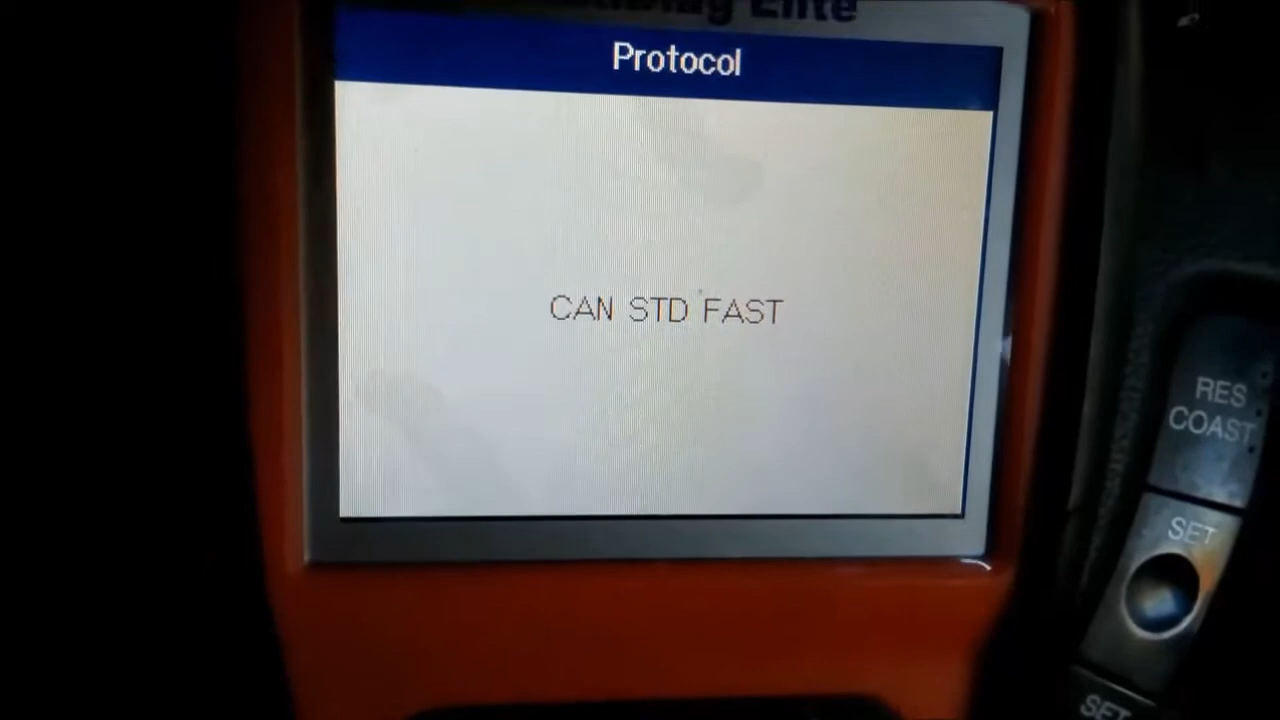 Elite
Protocol
CAN STD FAST
RES
COAST
SET
SET